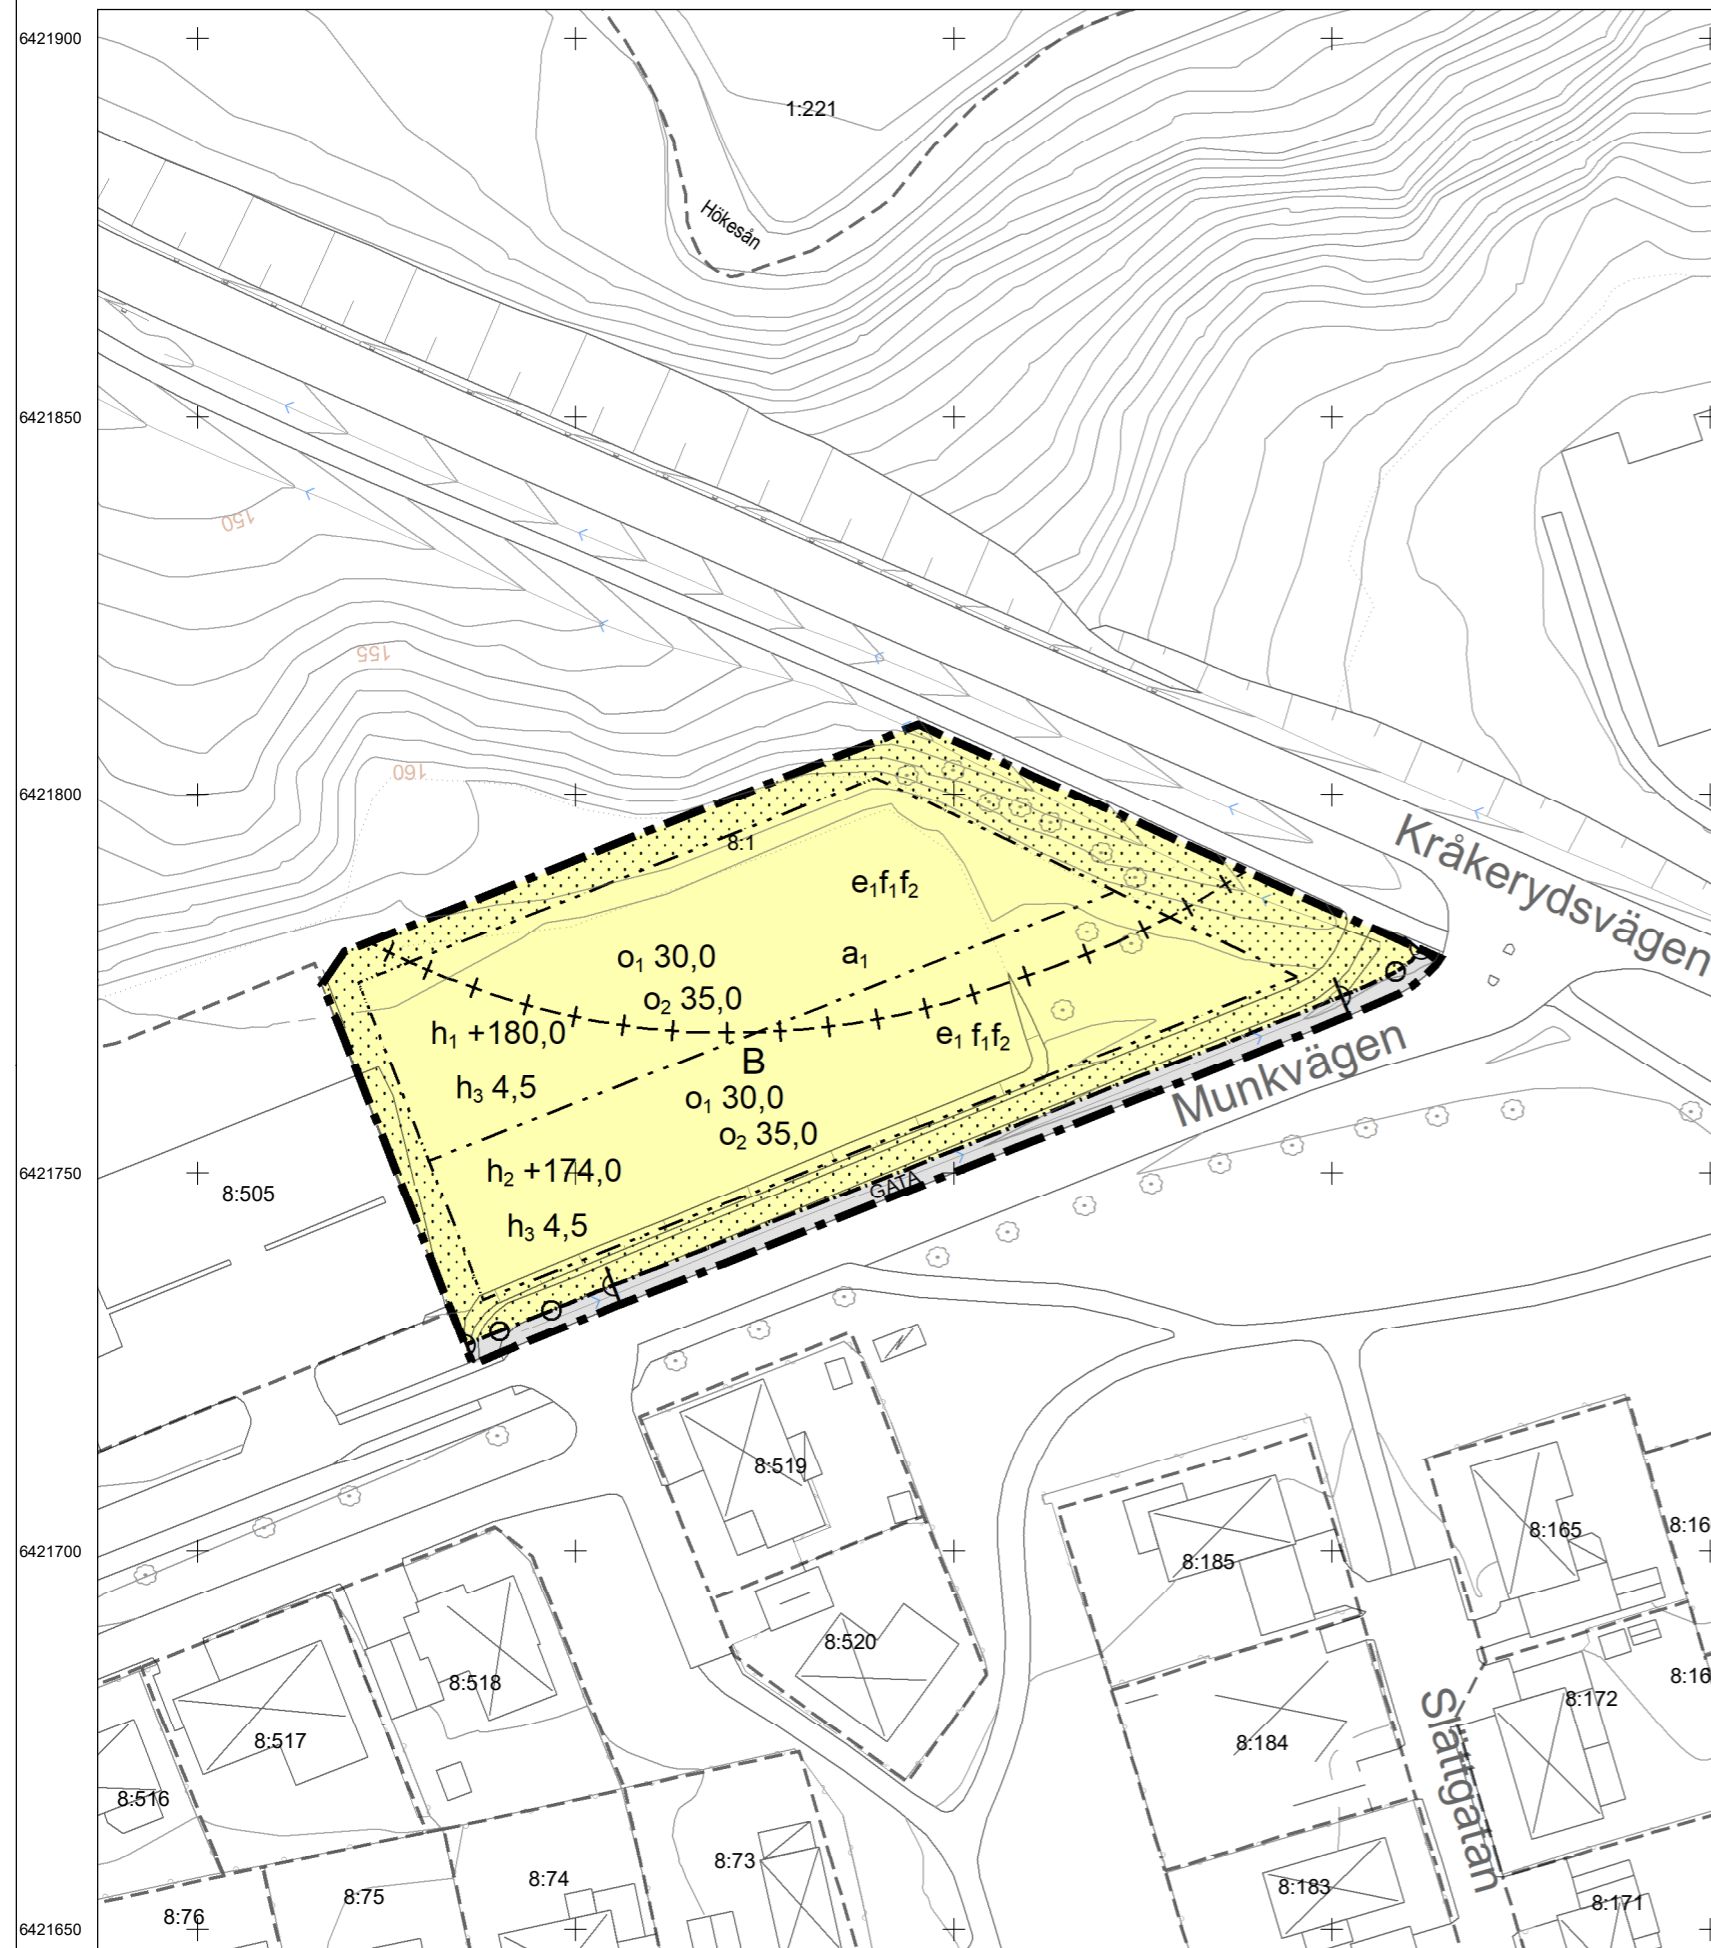 6421900
1:221
Hökesån
6421850
150
155
160
6421800
8:1
Kråkerydsvägen
e₁f₁f₂
o₁ 30,0
a₁
o₂ 35,0
h₁ +180,0
e₁ f₁f₂
B
Munkvägen
h₃ 4,5
o₁ 30,0
o₂ 35,0
6421750
h₂ +174,0
8:505
GATA
h₃ 4,5
8:519
6421700
8:165
8:16
8:185
8:520
8:518
8:172
8:16
8:517
8:184
Slättgatan
8:516
8:73
8:74
8:75
8:183
8:76
8:171
6421650